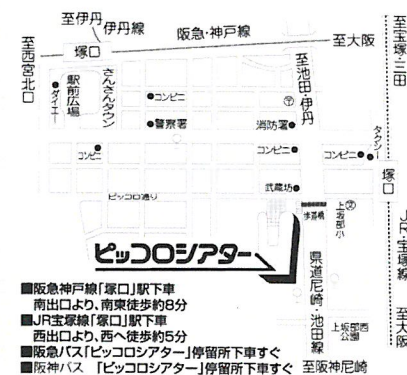 至伊丹
伊丹線
阪急・神戸線
至大阪
至西宮北口
塚口
駅前広場
ダイエー
さんさんタウン
コンビニ
警察署
コンビニ
至池田・伊丹
〒
消防署
コンビニ
武蔵坊
至宝塚・三田
タクシー
コンビニ
塚口
ピッコロ通り
歩道橋
上坂部小
文
ピッコロシアター
県道尼崎・池田線
上坂部西公園
JR・宝塚線
至大阪
■阪急神戸線「塚口」駅下車
南出口より、南東徒歩約8分
■JR宝塚線「塚口」駅下車
西出口より、西へ徒歩約5分
■阪急バス「ピッコロシアター」停留所下車すぐ
■阪神バス 「ピッコロシアター」停留所下車すぐ
至阪神尼崎